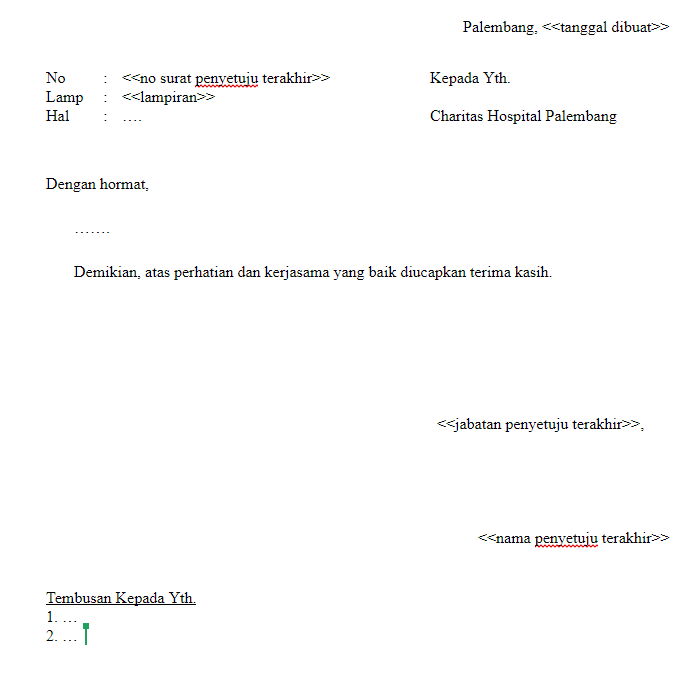 Palembang, <<tanggal dibuat>>
No : <<no surat penyetuju terakhir>> Kepada Yth.
Lamp : <<lampiran>>
Hal : .... Charitas Hospital Palembang
Dengan hormat,
.......
Demikian, atas perhatian dan kerjasama yang baik diucapkan terima kasih.
<<jabatan penyetuju terakhir>>,
<<nama penyetuju terakhir>>
Tembusan Kepada Yth.
1. ...
2. ...